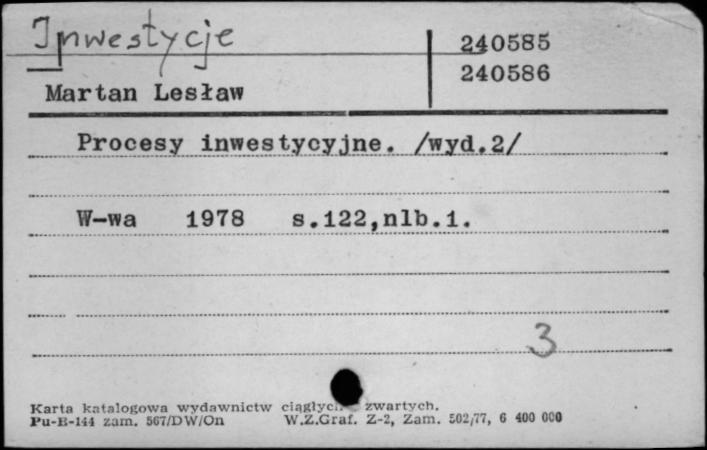 Inwestycje
240585
240586
Martan Lesław
Procesy inwestycyjne. /wyd.2/
W-wa 1978 s.122,nlb.1.
3
Karta katalogowa wydawnictw zwartych.
Pu-E-144 zam. 567/DW/On W.Z.Graf. Z-2, Zam. 502/77, 6 400 000